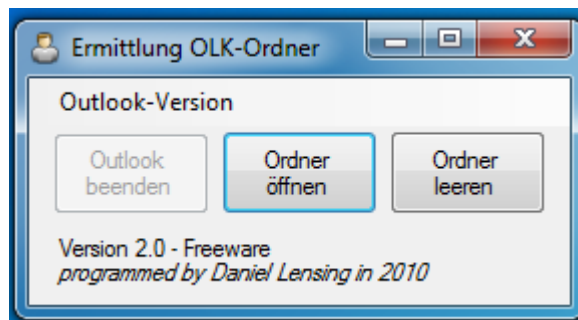 Ermittlung OLK-Ordner
Outlook-Version
Outlook
beenden
Ordner
öffnen
Ordner
leeren
Version 2.0 - Freeware
programmed by Daniel Lensing in 2010